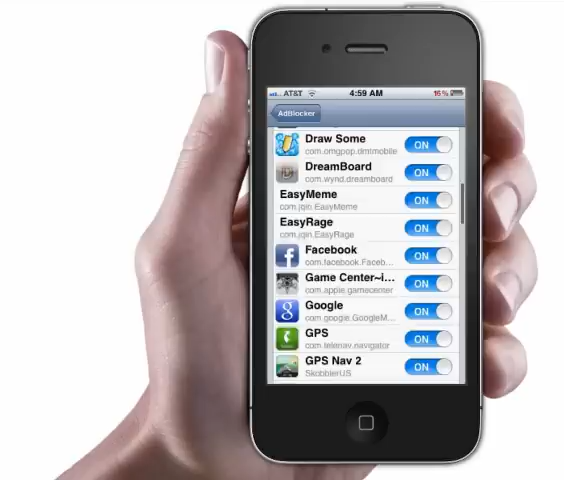 AT&T 4:59 AM 16%
AdBlocker
Draw Some
com.omgpop.dmtmobile
ON
DreamBoard
com.wynd.dreamboard
ON
EasyMeme
com.jqin.EasyMeme
ON
EasyRage
com.jqin.EasyRage
ON
Facebook
com.facebook.Faceb...
ON
Game Center~i...
com.apple.gamecenter
ON
Google
com.google.GoogleM...
ON
GPS
com.telenav.navigator
ON
GPS Nav 2
SkobblerUS
ON